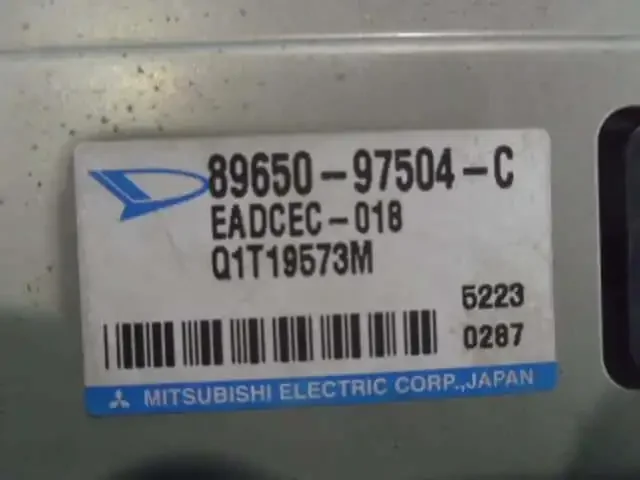 89650-97504-C
EADCEC-018
Q1T19573M
5223
0287
MITSUBISHI ELECTRIC CORP.,JAPAN